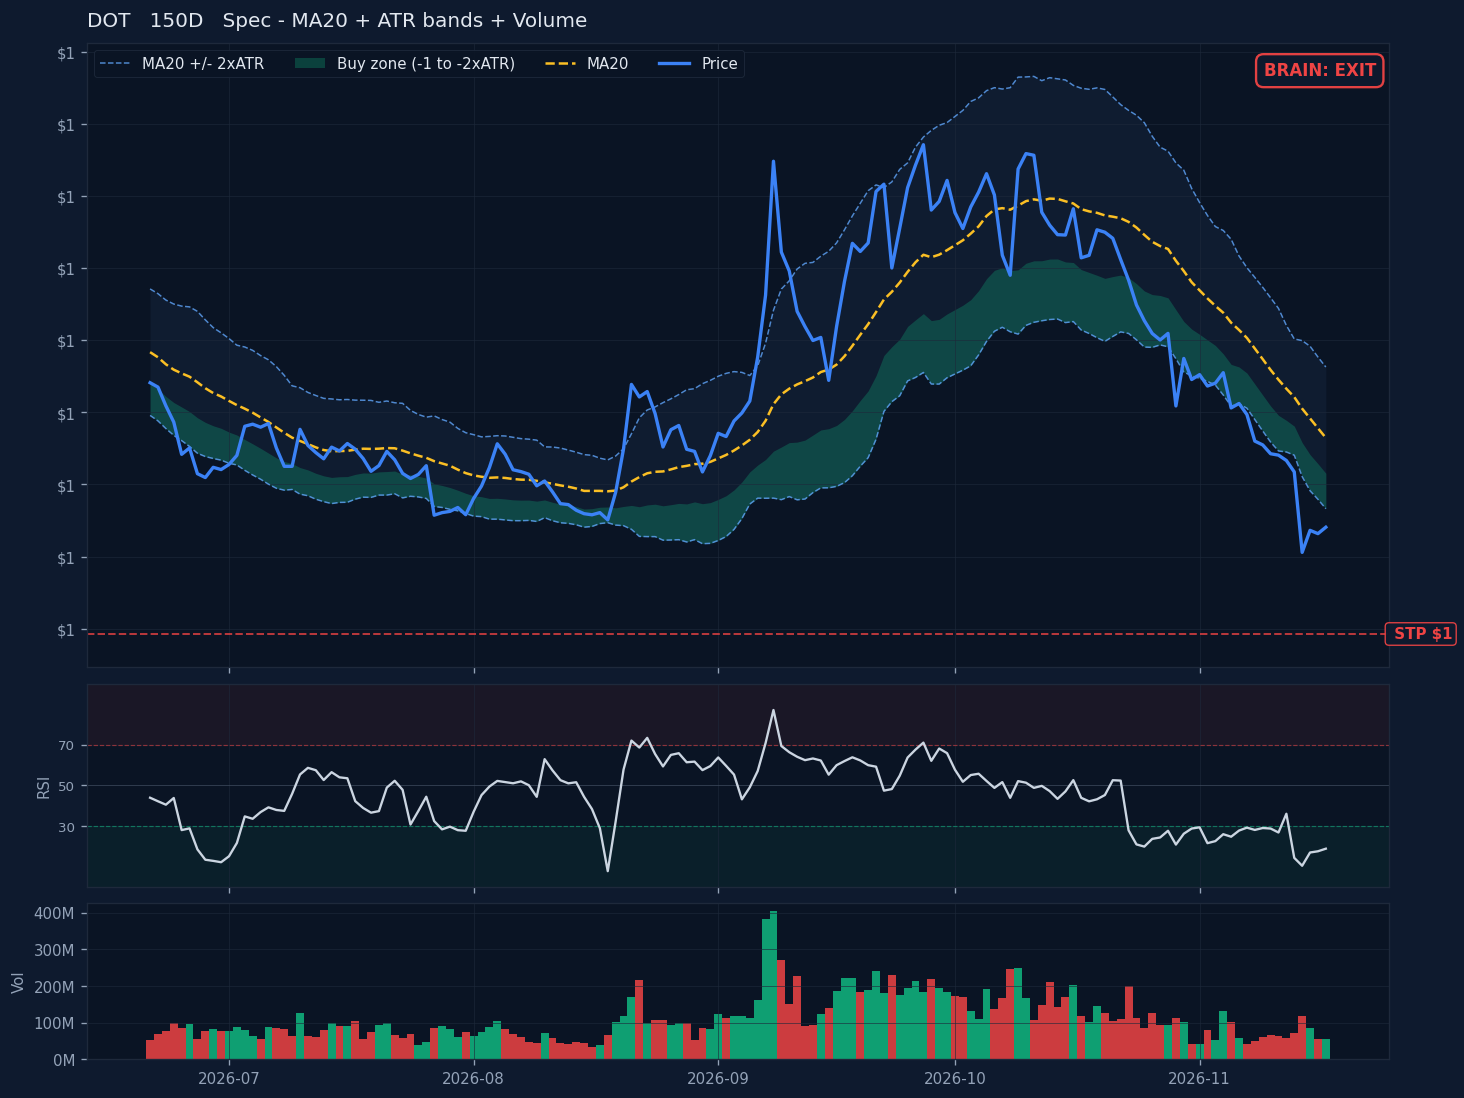 DOT   150D   Spec - MA20 + ATR bands + Volume
MA20 +/- 2xATR
Buy zone (-1 to -2xATR)
MA20
Price
BRAIN: EXIT
$1
$1
$1
$1
$1
$1
$1
$1
$1
STP $1
RSI
70
50
30
Vol
400M
300M
200M
100M
0M
2026-07
2026-08
2026-09
2026-10
2026-11